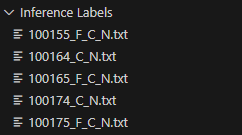 Inference Labels
100155_F_C_N.txt
100164_C_N.txt
100165_F_C_N.txt
100174_C_N.txt
100175_F_C_N.txt